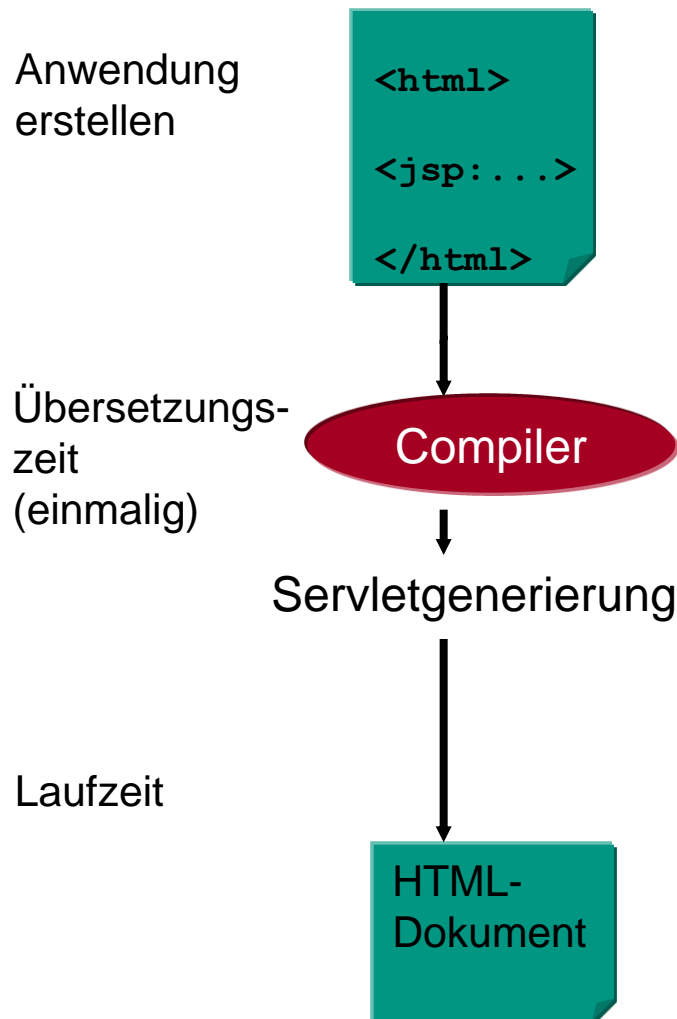 Anwendung
erstellen
<html>
<jsp:...>
</html>
Übersetzungs-
zeit
(einmalig)
Compiler
Servletgenerierung
Laufzeit
HTML-
Dokument